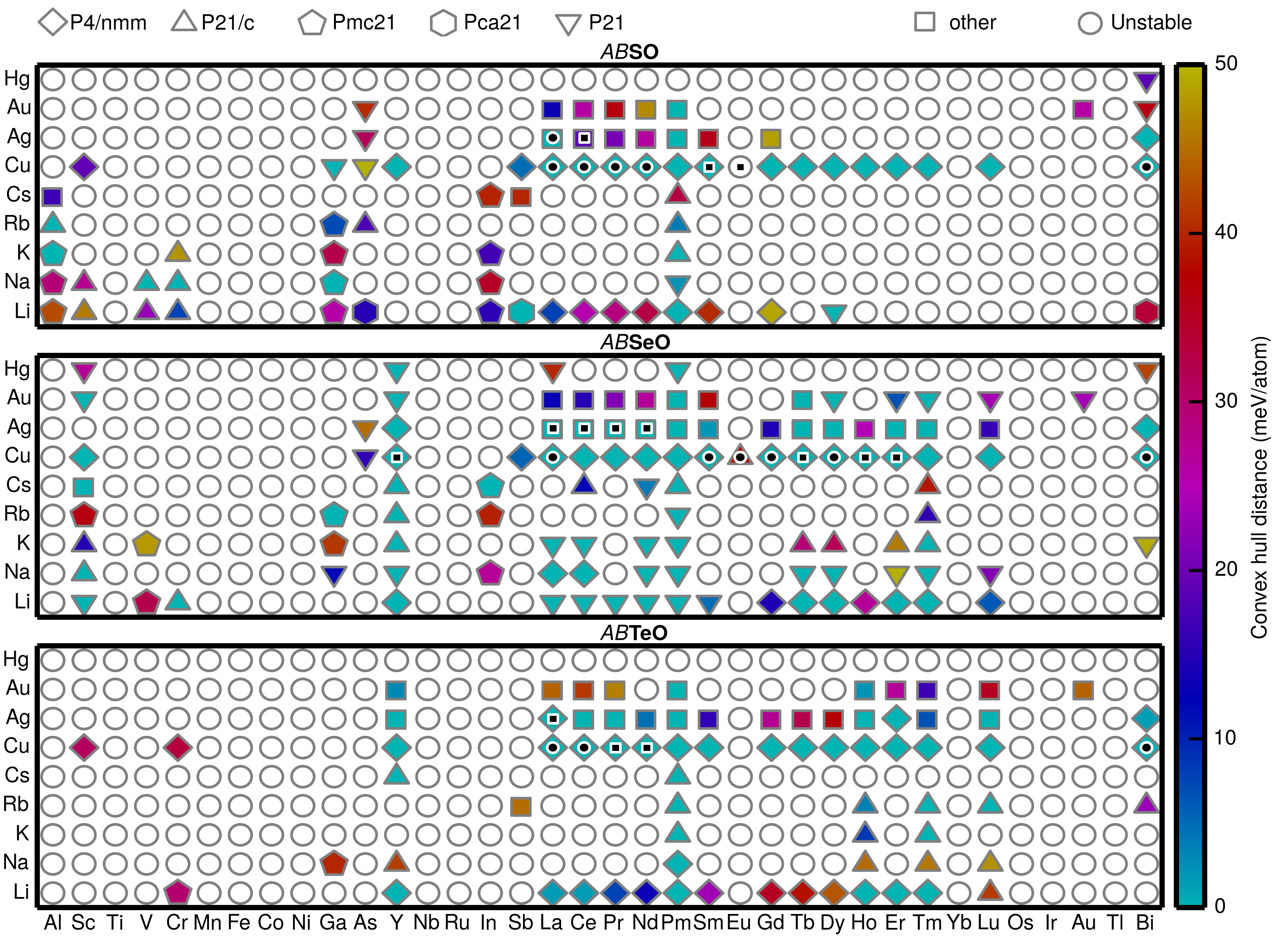 P4/nmm P21/c Pmc21 Pca21 P21 other Unstable
ABSO
Hg
Au
Ag
Cu
Cs
Rb
K
Na
Li
ABSeO
Hg
Au
Ag
Cu
Cs
Rb
K
Na
Li
ABTeO
Hg
Au
Ag
Cu
Cs
Rb
K
Na
Li
Al Sc Ti V Cr Mn Fe Co Ni Ga As Y Nb Ru In Sb La Ce Pr Nd Pm Sm Eu Gd Tb Dy Ho Er Tm Yb Lu Os Ir Au Tl Bi
50
40
30
20
10
0
Convex hull distance (meV/atom)